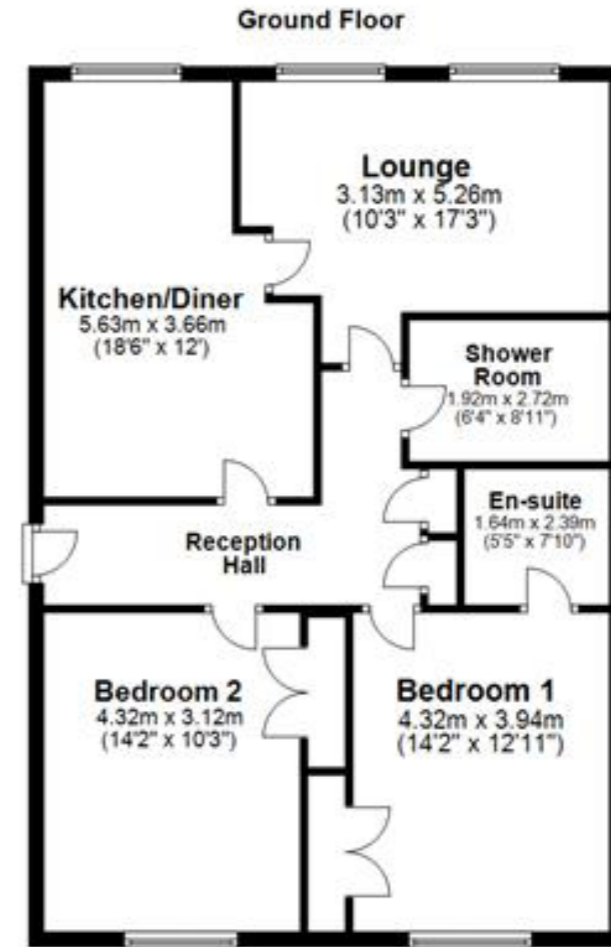 Ground Floor
Lounge
3.13m x 5.26m
(10'3" x 17'3")
Kitchen/Diner
5.63m x 3.66m
(18'6" x 12')
Shower
Room
1.92m x 2.72m
(6'4" x 8'11")
En-suite
1.64m x 2.39m
(5'5" x 7'10")
Reception
Hall
Bedroom 2
4.32m x 3.12m
(14'2" x 10'3")
Bedroom 1
4.32m x 3.94m
(14'2" x 12'11")